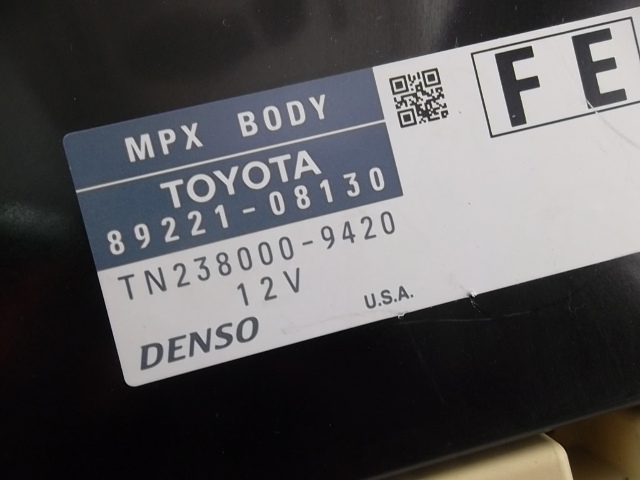 MPX BODY
TOYOTA
89221-08130
TN238000-9420
12V
DENSO
U.S.A.
FE